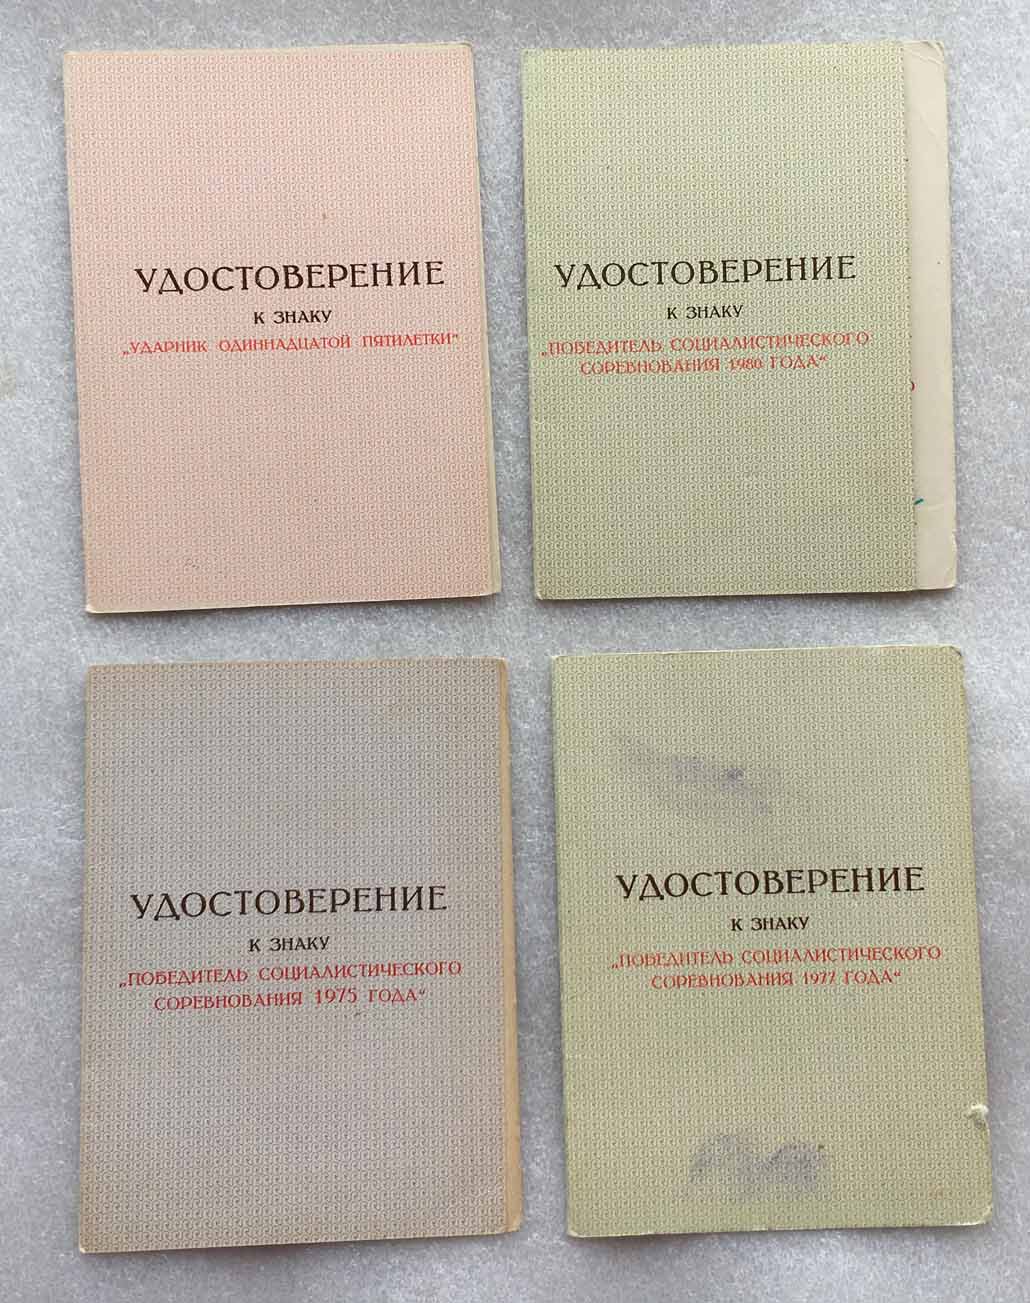 УДОСТОВЕРЕНИЕ
К ЗНАКУ
„УДАРНИК ОДИННАДЦАТОЙ ПЯТИЛЕТКИ“
УДОСТОВЕРЕНИЕ
К ЗНАКУ
„ПОБЕДИТЕЛЬ СОЦИАЛИСТИЧЕСКОГО
СОРЕВНОВАНИЯ 1980 ГОДА“
УДОСТОВЕРЕНИЕ
К ЗНАКУ
„ПОБЕДИТЕЛЬ СОЦИАЛИСТИЧЕСКОГО
СОРЕВНОВАНИЯ 1975 ГОДА“
УДОСТОВЕРЕНИЕ
К ЗНАКУ
„ПОБЕДИТЕЛЬ СОЦИАЛИСТИЧЕСКОГО
СОРЕВНОВАНИЯ 1977 ГОДА“